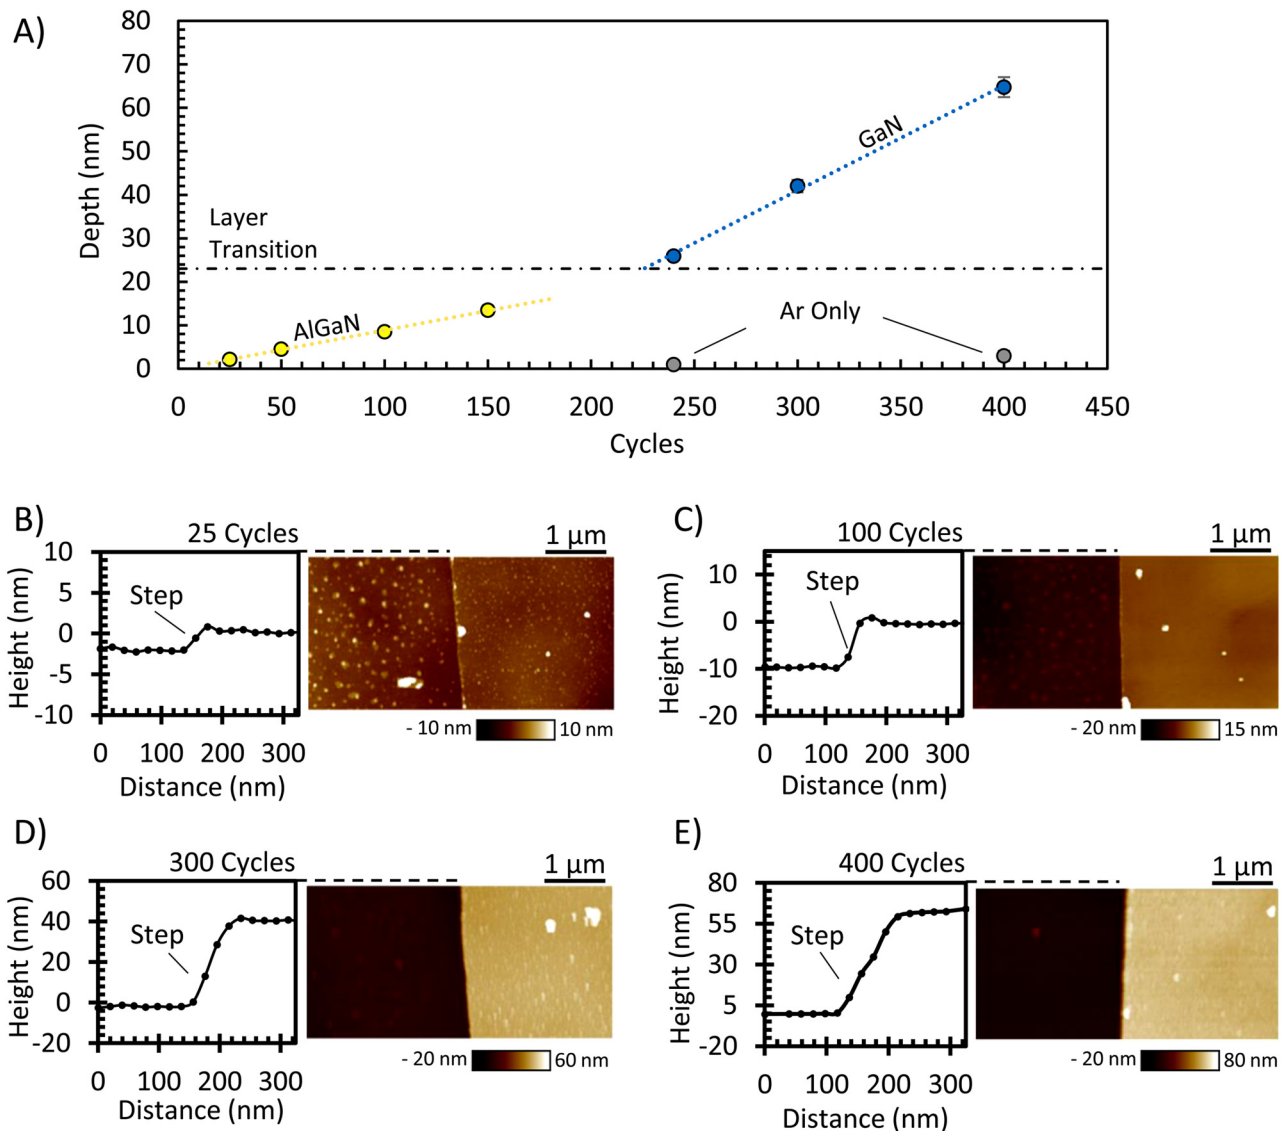 A)
80
70
60
50
40
30
20
10
0
Depth (nm)
Layer
Transition
AlGaN
GaN
Ar Only
0 50 100 150 200 250 300 350 400 450
Cycles
B)
25 Cycles
1 µm
10
5
0
-5
-10
Height (nm)
Step
- 10 nm 10 nm
0 100 200 300
Distance (nm)
C)
100 Cycles
1 µm
10
0
-10
-20
Height (nm)
Step
- 20 nm 15 nm
0 100 200 300
Distance (nm)
D)
300 Cycles
1 µm
60
40
20
0
-20
Height (nm)
Step
- 20 nm 60 nm
0 100 200 300
Distance (nm)
E)
400 Cycles
1 µm
80
55
30
5
-20
Height (nm)
Step
- 20 nm 80 nm
0 100 200 300
Distance (nm)